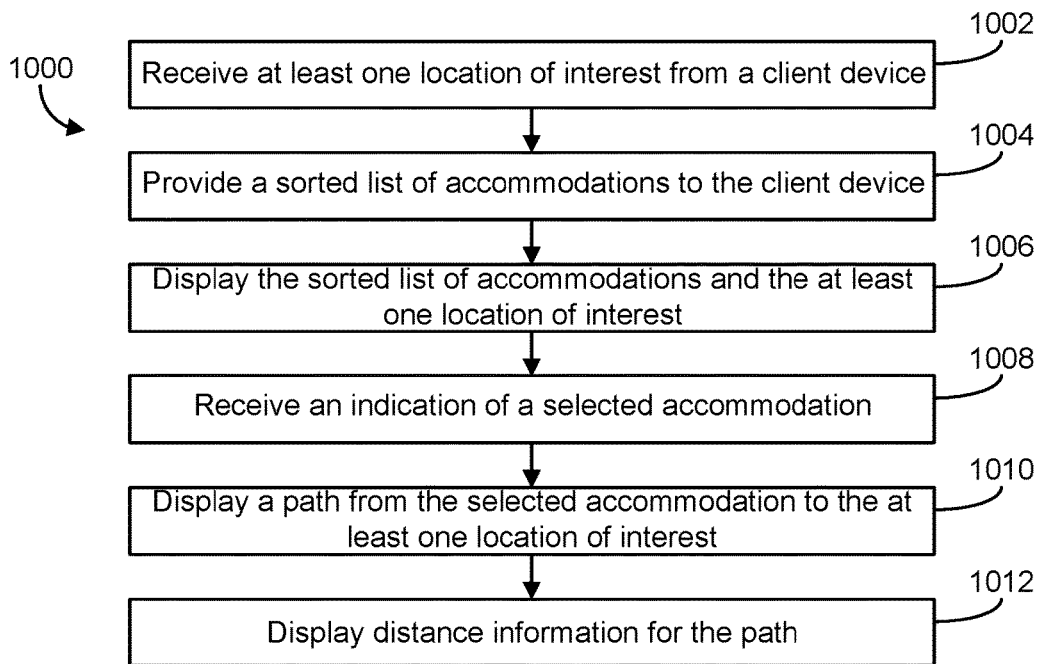 1002
1000
Receive at least one location of interest from a client device
1004
Provide a sorted list of accommodations to the client device
1006
Display the sorted list of accommodations and the at least
one location of interest
1008
Receive an indication of a selected accommodation
1010
Display a path from the selected accommodation to the at
least one location of interest
1012
Display distance information for the path